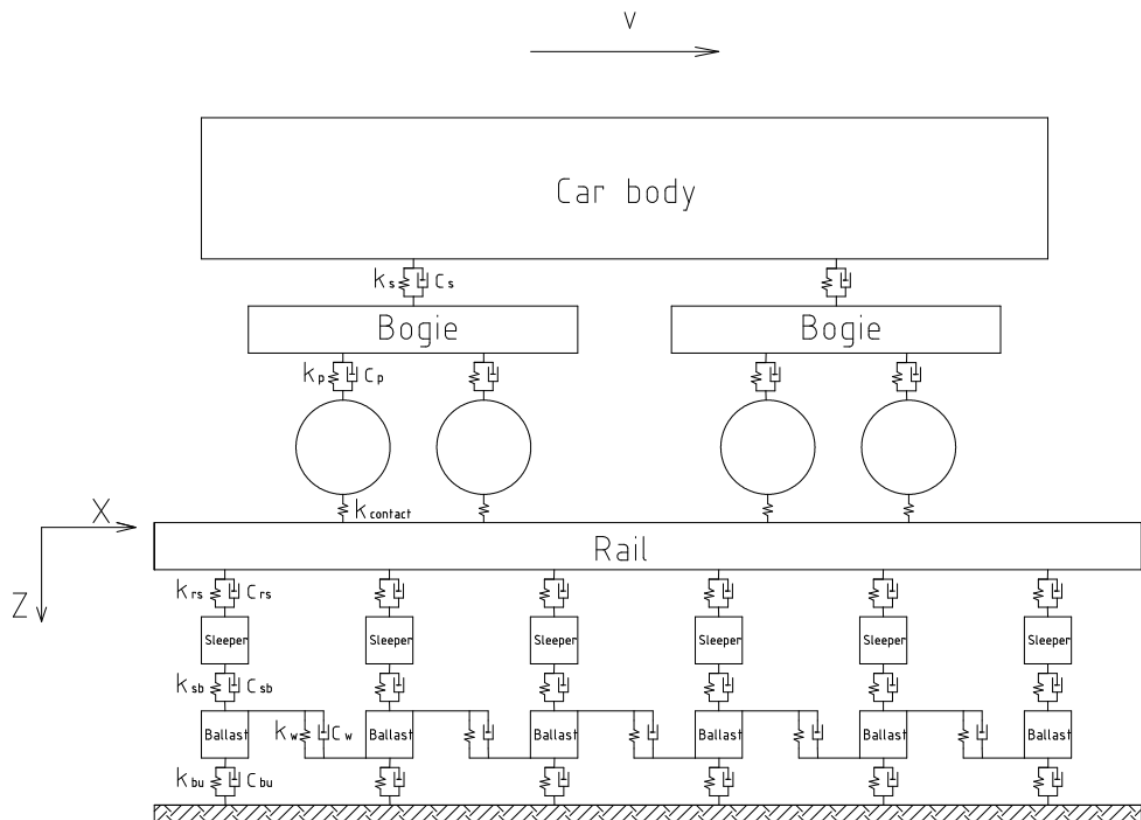 V
Car body
ks cs
Bogie Bogie
kp cp
kcontact
X
Rail
Z
krs crs
Sleeper Sleeper Sleeper Sleeper Sleeper Sleeper
ksb csb
Ballast Ballast Ballast Ballast Ballast Ballast
kw cw
kbu cbu